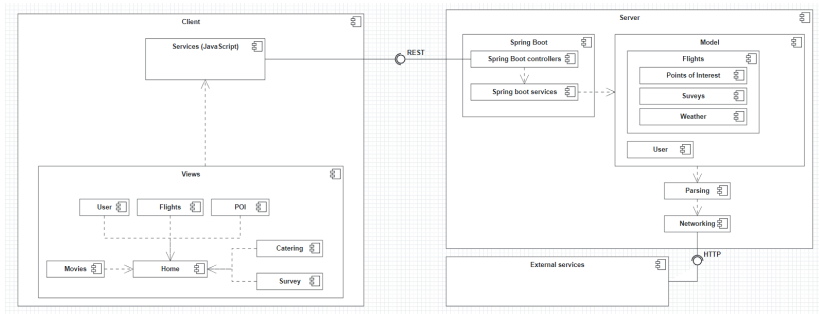 Client
Services (JavaScript)
Views
User
Flights
POI
Catering
Movies
Home
Survey
REST
Server
Spring Boot
Spring Boot controllers
Spring boot services
Model
Flights
Points of Interest
Suveys
Weather
User
Parsing
Networking
HTTP
External services